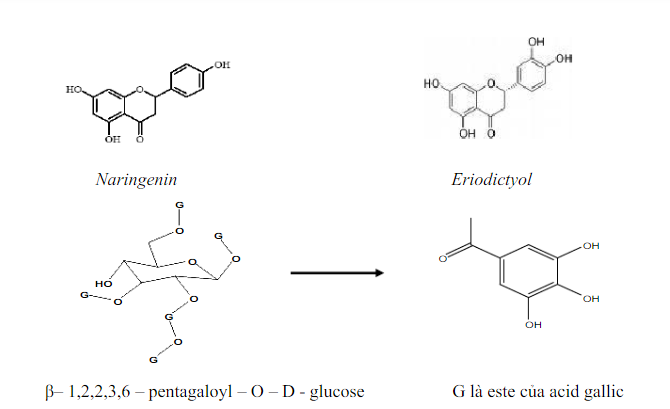 OH
HO
O
OH
O
OH
OH
HO
O
OH
O
Naringenin
Eriodictyol
G
O
G
O
O
HO
G
O
O
G
O
G
O
OH
OH
OH
β– 1,2,2,3,6 – pentagaloyl – O – D - glucose
G là este của acid gallic